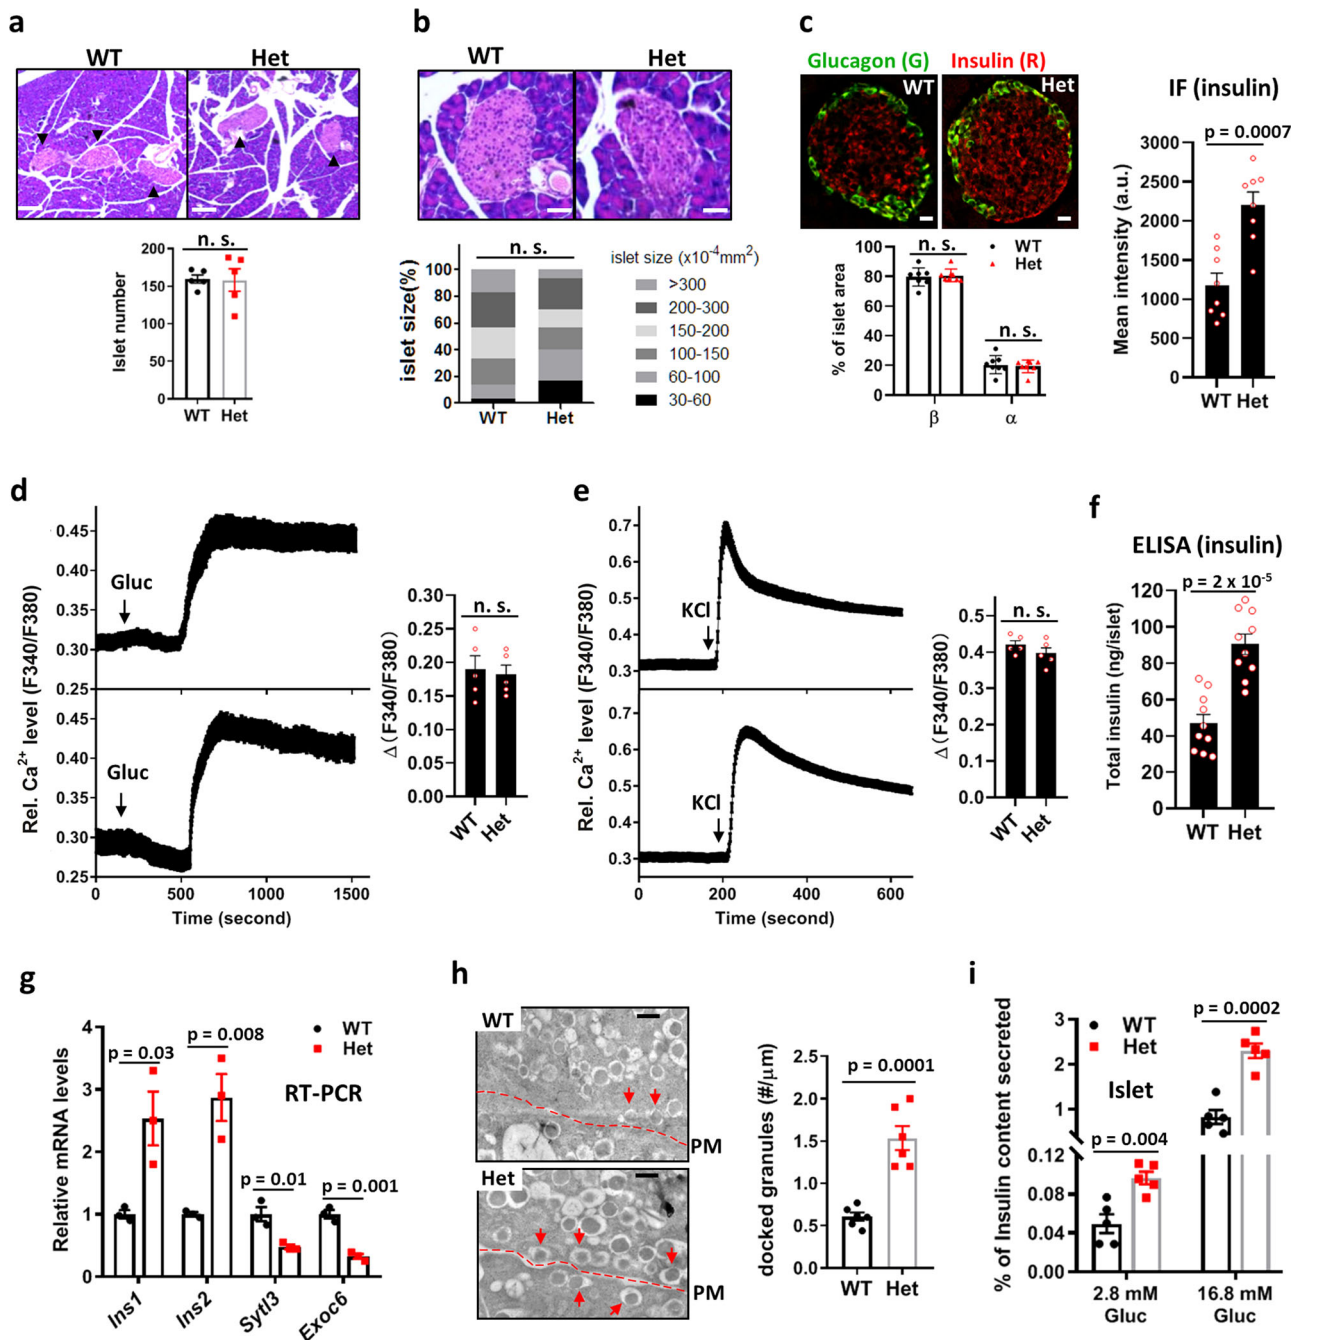 a
WT
Het
n. s.
200
150
100
50
0
Islet number
WT
Het
b
WT
Het
n. s.
islet size (x10⁻⁴mm²)
100
80
60
40
20
0
islet size(%)
>300
200-300
150-200
100-150
60-100
30-60
WT
Het
c
Glucagon (G)
Insulin (R)
WT
Het
n. s.
n. s.
WT
Het
100
80
60
40
20
0
% of islet area
β
α
IF (insulin)
p = 0.0007
3000
2500
2000
1500
1000
500
0
Mean intensity (a.u.)
WT Het
d
0.45
0.40
0.35
0.30
0.25
Gluc
0.45
0.40
0.35
0.30
0.25
Gluc
Rel. Ca²⁺ level (F340/F380)
0
500
1000
1500
Time (second)
n. s.
0.30
0.25
0.20
0.15
0.10
0.05
0.00
Δ(F340/F380)
WT
Het
e
0.7
0.6
0.5
0.4
0.3
KCl
0.7
0.6
0.5
0.4
0.3
KCl
Rel. Ca²⁺ level (F340/F380)
0
200
400
600
Time (second)
n. s.
0.5
0.4
0.3
0.2
0.1
0.0
Δ(F340/F380)
WT
Het
f
ELISA (insulin)
p = 2 x 10⁻⁵
120
100
80
60
40
20
0
Total insulin (ng/islet)
WT Het
g
p = 0.03
p = 0.008
p = 0.01
p = 0.001
WT
Het
RT-PCR
4
3
2
1
0
Relative mRNA levels
Ins1
Ins2
Sytl3
Exoc6
h
WT
PM
Het
PM
p = 0.0001
2.5
2.0
1.5
1.0
0.5
0.0
docked granules (#/μm)
WT
Het
i
p = 0.0002
WT
Het
Islet
p = 0.004
3
2
1
0.12
0.08
0.04
0.00
% of Insulin content secreted
2.8 mM
Gluc
16.8 mM
Gluc